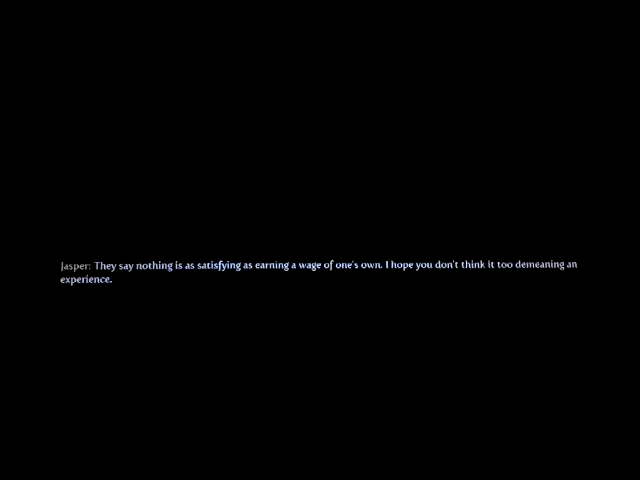 Jasper: They say nothing is as satisfying as earning a wage of one's own. I hope you don't think it too demeaning an
experience.